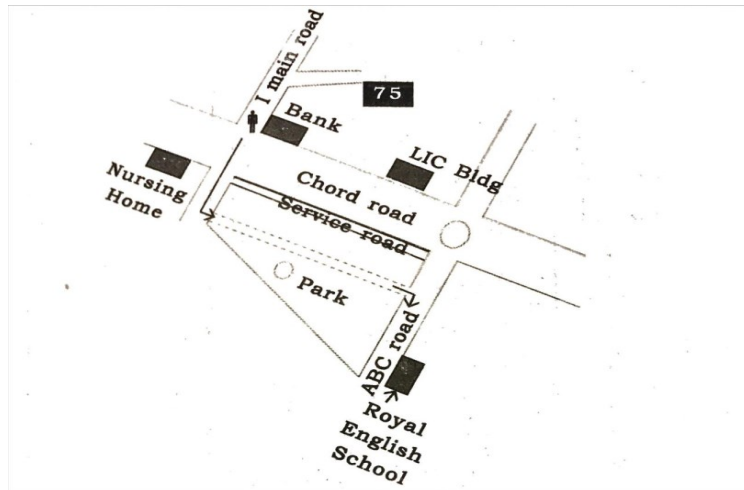 I main road
75
Bank
LIC Bldg
Nursing
Home
Chord road
Service road
Park
ABC road
Royal
English
School